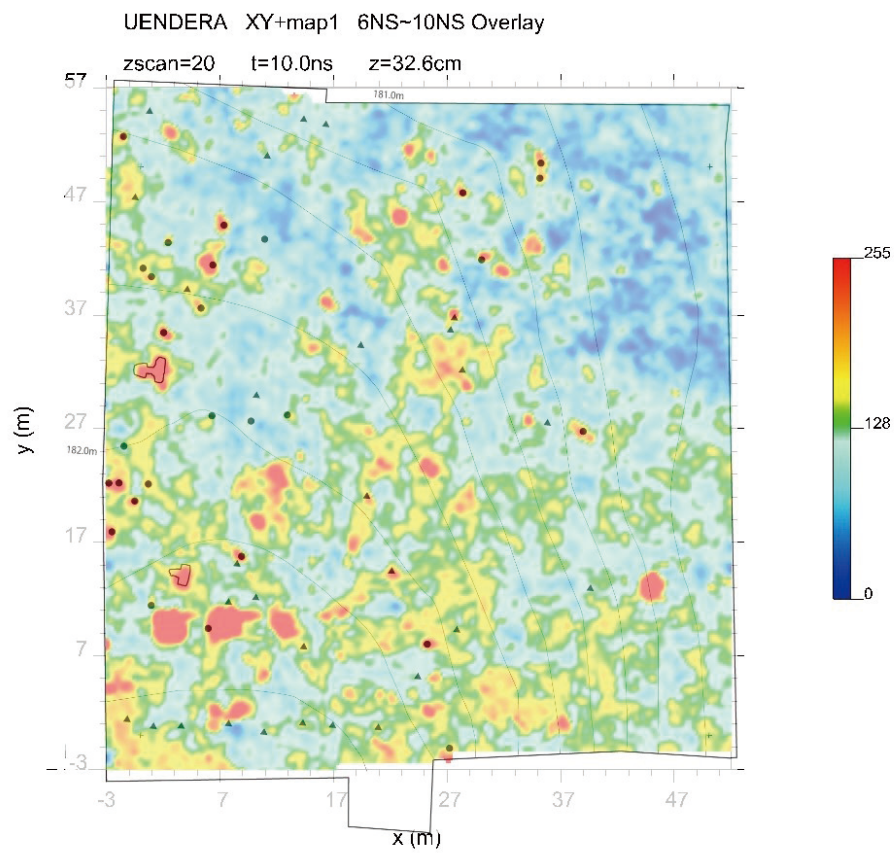 UENDERA XY+map1 6NS~10NS Overlay
zscan=20 t=10.0ns z=32.6cm
57
181.0m
47
37
27
182.0m
17
7
-3
y (m)
-3 7 17 27 37 47
x (m)
255
128
0